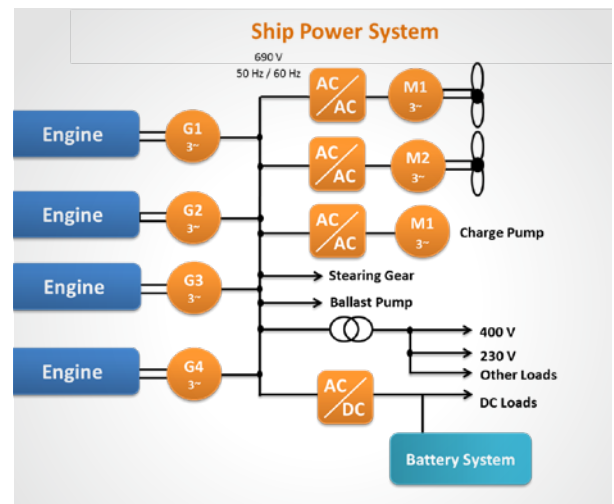 Ship Power System
690 V
50 Hz / 60 Hz
AC
AC
M1
3~
Engine
G1
3~
AC
AC
M2
3~
Engine
G2
3~
AC
AC
M1
3~
Charge Pump
Engine
G3
3~
Stearing Gear
Ballast Pump
400 V
230 V
Other Loads
Engine
G4
3~
AC
DC
DC Loads
Battery System